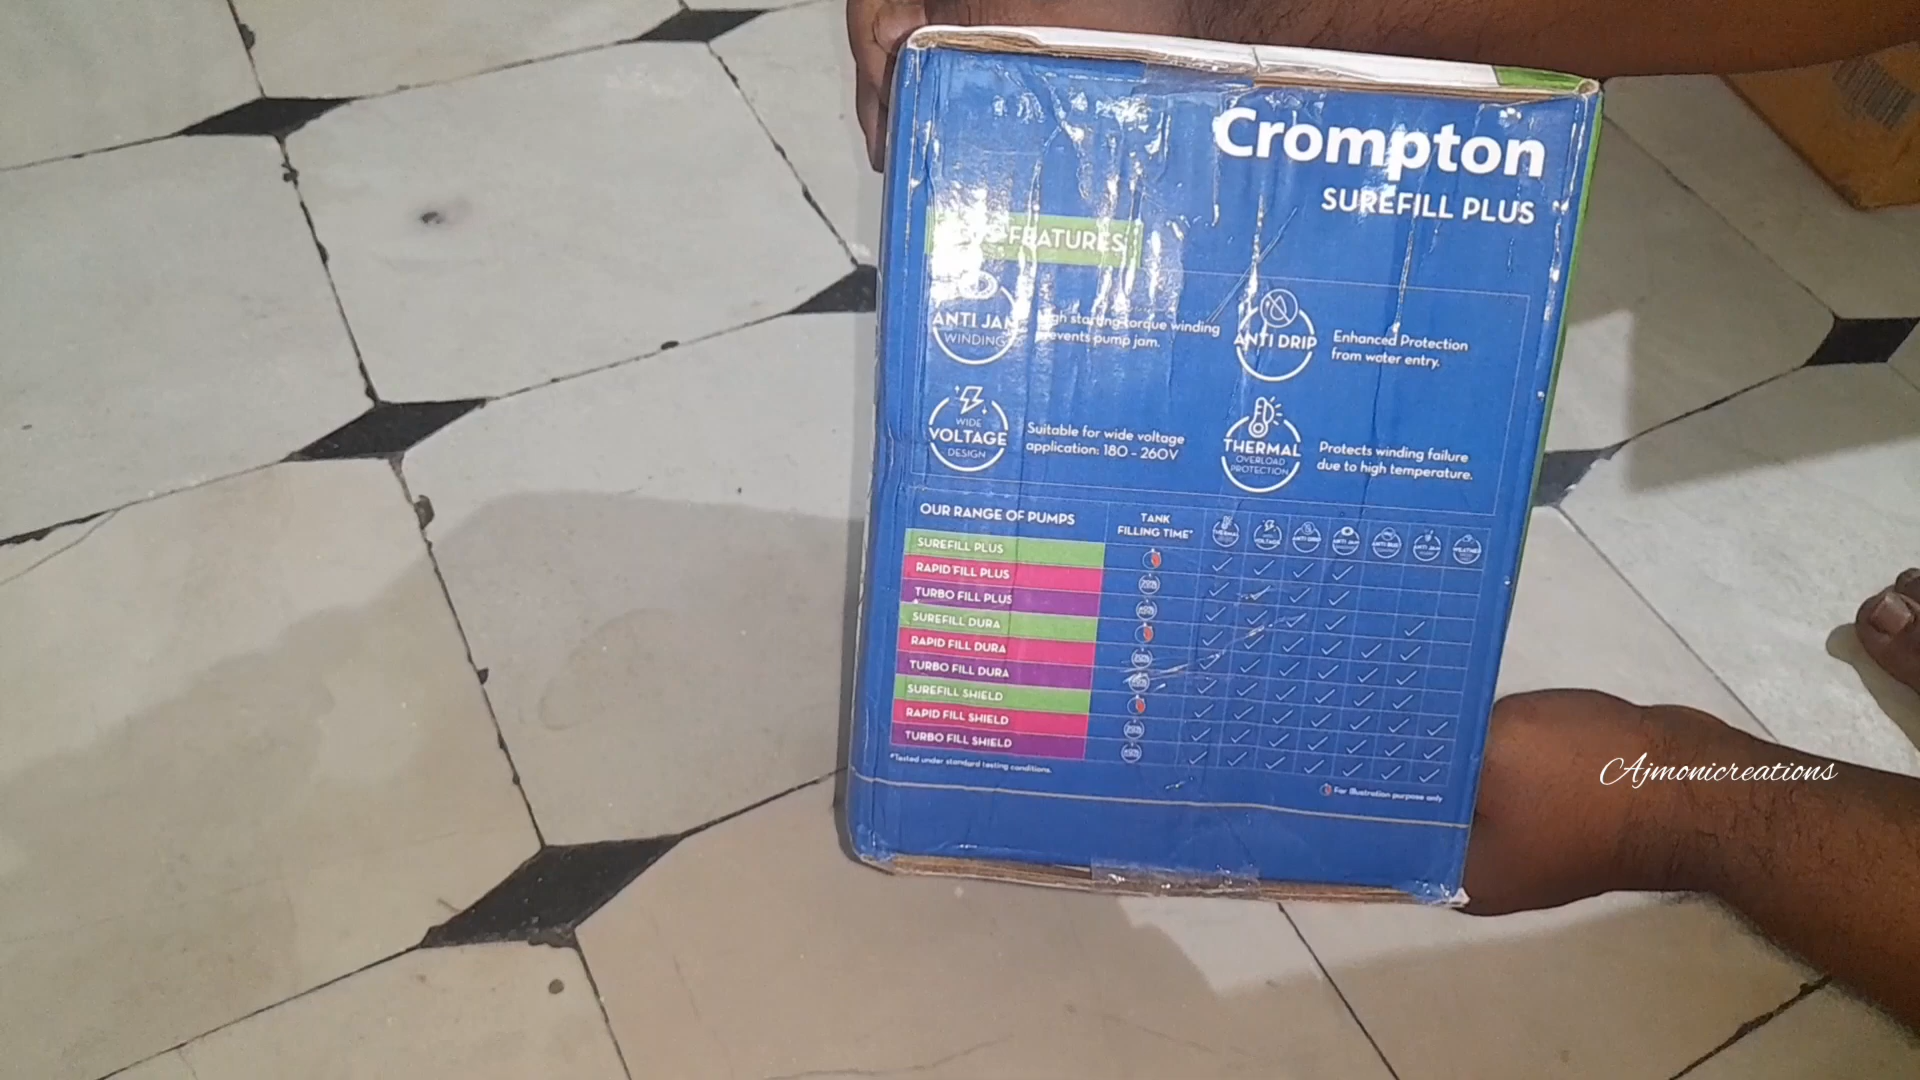 Crompton
SUREFILL PLUS
FEATURES
ANTI JAM
WINDING
starting torque winding
prevents pump jam.
ANTI DRIP
Enhanced Protection
from water entry.
WIDE
VOLTAGE
DESIGN
Suitable for wide voltage
application: 180 - 260V
THERMAL
OVERLOAD
PROTECTION
Protects winding failure
due to high temperature.
OUR RANGE OF PUMPS
TANK
FILLING TIME*
SUREFILL PLUS
RAPID FILL PLUS
TURBO FILL PLUS
SUREFILL DURA
RAPID FILL DURA
TURBO FILL DURA
SUREFILL SHIELD
RAPID FILL SHIELD
TURBO FILL SHIELD
*Tested under standard testing conditions.
For illustration purpose only
Ajmonicreations